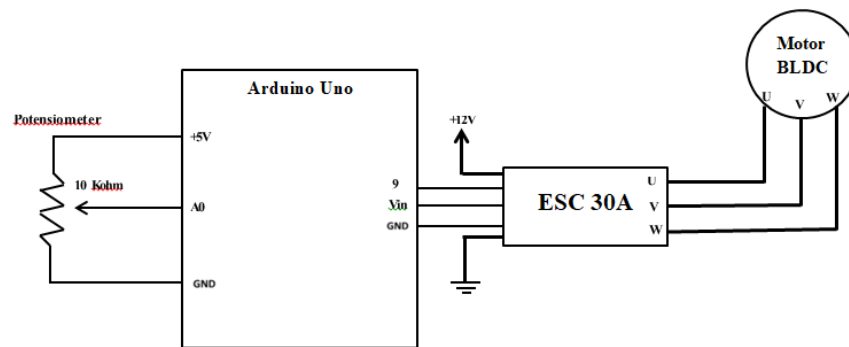 Motor
BLDC
U
V
W
Arduino Uno
Potensiometer
+5V
+12V
10 Kohm
A0
9
Vin
GND
ESC 30A
U
V
W
GND